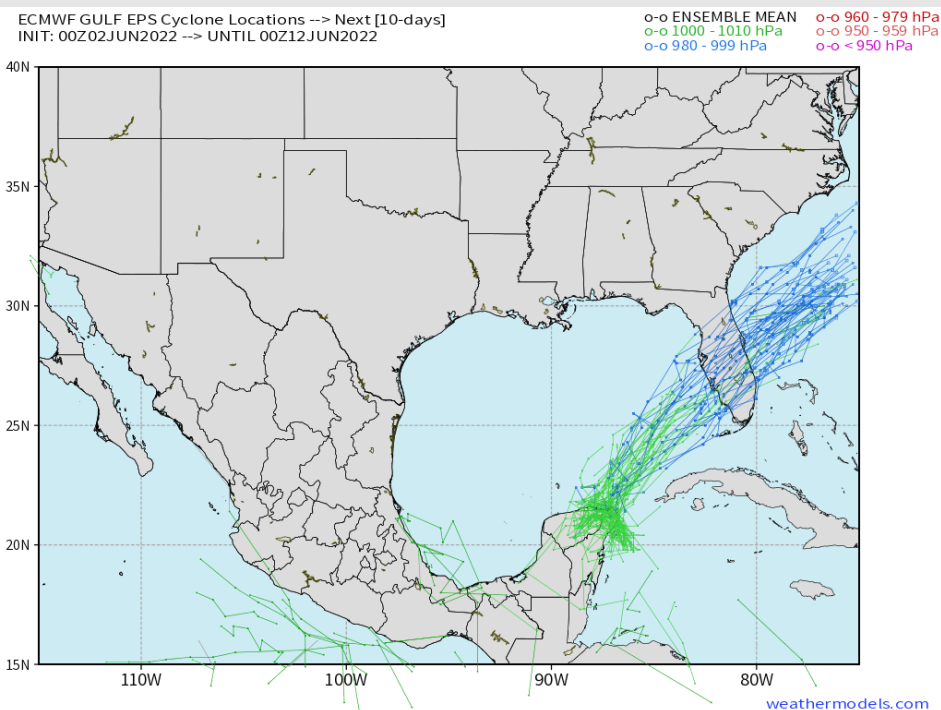 ECMWF GULF EPS Cyclone Locations --> Next [10-days]
INIT: 00Z02JUN2022 --> UNTIL 00Z12JUN2022
o-o ENSEMBLE MEAN
o-o 1000 - 1010 hPa
o-o 980 - 999 hPa
o-o 960 - 979 hPa
o-o 950 - 959 hPa
o-o < 950 hPa
40N
35N
30N
25N
20N
15N
110W 100W 90W 80W
weathermodels.com